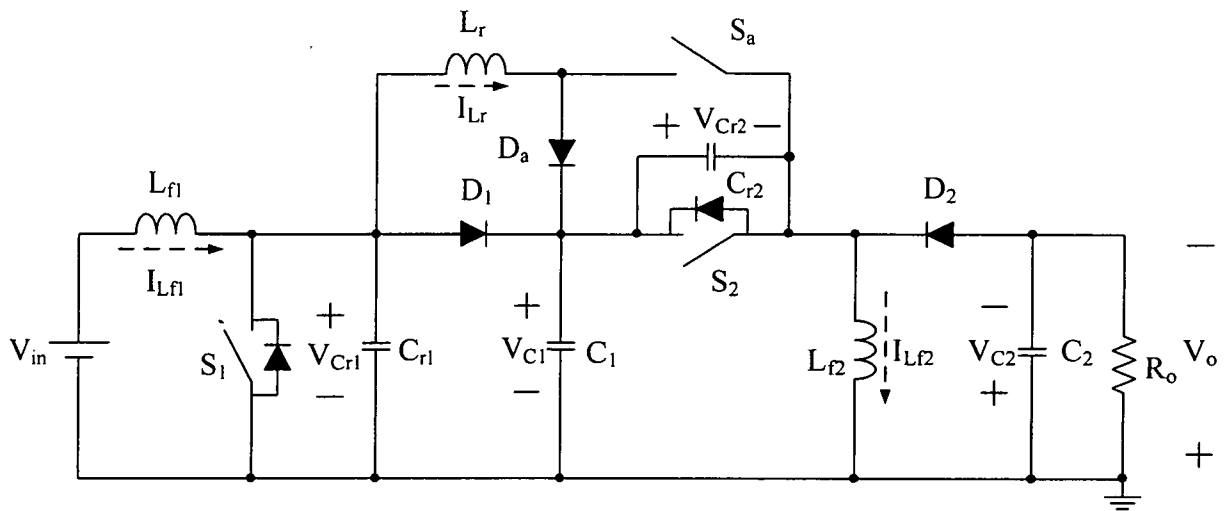 Lr
Sa
ILr
+ VCr2 −
Da
Cr2
Lf1
D1
D2
ILf1
S2
Vin
S1
+
VCr1
−
Cr1
+
VC1
−
C1
Lf2
ILf2
−
VC2
+
C2
Ro
−
Vo
+